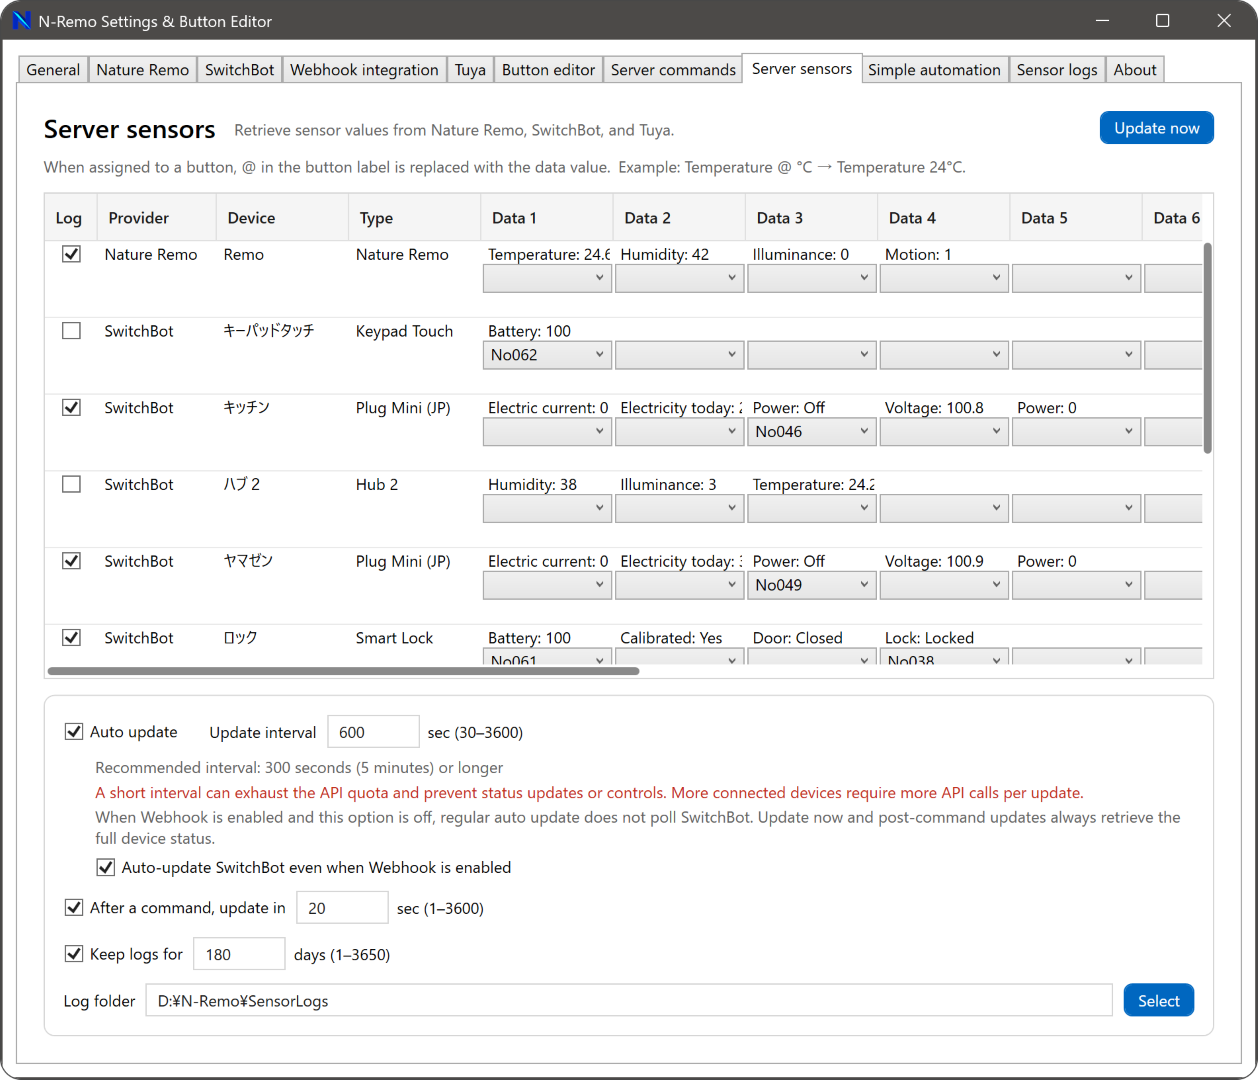 N-Remo Settings & Button Editor
General Nature Remo SwitchBot Webhook integration Tuya Button editor Server commands Server sensors Simple automation Sensor logs About
Server sensors Retrieve sensor values from Nature Remo, SwitchBot, and Tuya. Update now
When assigned to a button, @ in the button label is replaced with the data value. Example: Temperature @ °C → Temperature 24°C.
Log Provider Device Type Data 1 Data 2 Data 3 Data 4 Data 5 Data 6
Nature Remo Remo Nature Remo Temperature: 24.6 Humidity: 42 Illuminance: 0 Motion: 1
SwitchBot キーパッドタッチ Keypad Touch Battery: 100
No062
SwitchBot キッチン Plug Mini (JP) Electric current: 0 Electricity today: Power: Off Voltage: 100.8 Power: 0
No046
SwitchBot ハブ 2 Hub 2 Humidity: 38 Illuminance: 3 Temperature: 24.2
SwitchBot ヤマゼン Plug Mini (JP) Electric current: 0 Electricity today: Power: Off Voltage: 100.9 Power: 0
No049
SwitchBot ロック Smart Lock Battery: 100 Calibrated: Yes Door: Closed Lock: Locked
No061 No038
Auto update Update interval 600 sec (30–3600)
Recommended interval: 300 seconds (5 minutes) or longer
A short interval can exhaust the API quota and prevent status updates or controls. More connected devices require more API calls per update.
When Webhook is enabled and this option is off, regular auto update does not poll SwitchBot. Update now and post-command updates always retrieve the
full device status.
Auto-update SwitchBot even when Webhook is enabled
After a command, update in 20 sec (1–3600)
Keep logs for 180 days (1–3650)
Log folder D:¥N-Remo¥SensorLogs Select